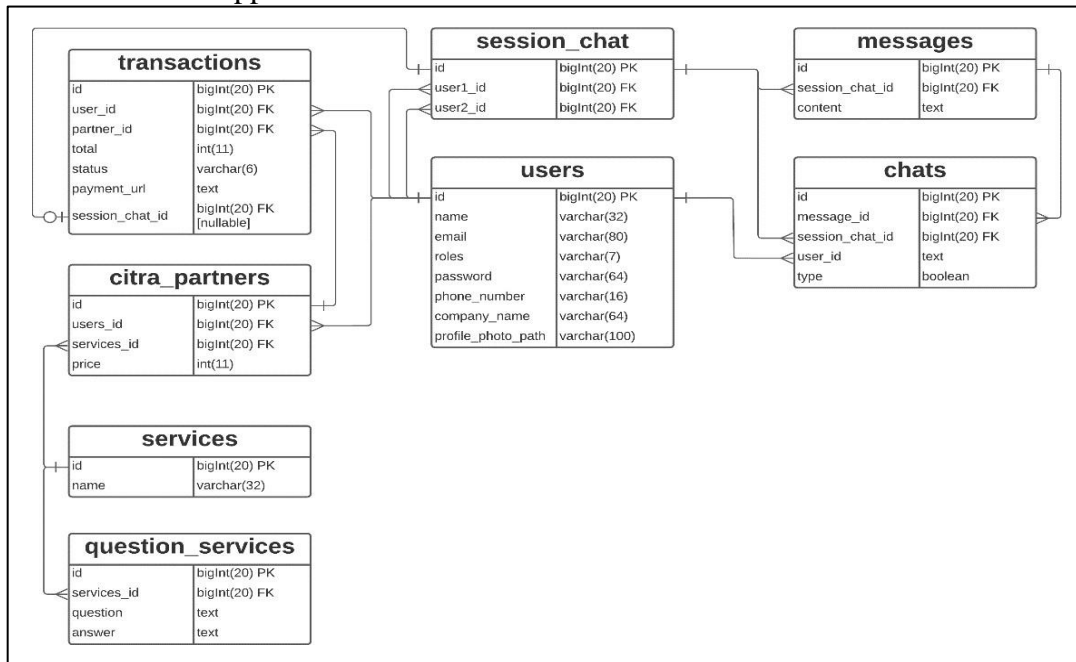 transactions
id bigInt(20) PK
user_id bigInt(20) FK
partner_id bigInt(20) FK
total int(11)
status varchar(6)
payment_url text
session_chat_id bigInt(20) FK
[nullable]
citra_partners
id bigInt(20) PK
users_id bigInt(20) FK
services_id bigInt(20) FK
price int(11)
services
id bigInt(20) PK
name varchar(32)
question_services
id bigInt(20) PK
services_id bigInt(20) FK
question text
answer text
session_chat
id bigInt(20) PK
user1_id bigInt(20) FK
user2_id bigInt(20) FK
users
id bigInt(20) PK
name varchar(32)
email varchar(80)
roles varchar(7)
password varchar(64)
phone_number varchar(16)
company_name varchar(64)
profile_photo_path varchar(100)
messages
id bigInt(20) PK
session_chat_id bigInt(20) FK
content text
chats
id bigInt(20) PK
message_id bigInt(20) FK
session_chat_id bigInt(20) FK
user_id text
type boolean